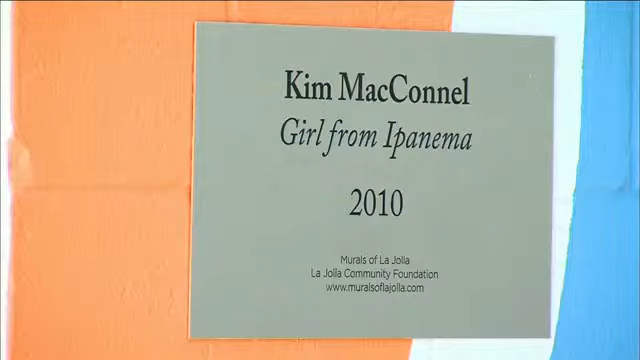 Kim MacConnel
Girl from Ipanema
2010
Murals of La Jolla
La Jolla Community Foundation
www.muralsoflajolla.com